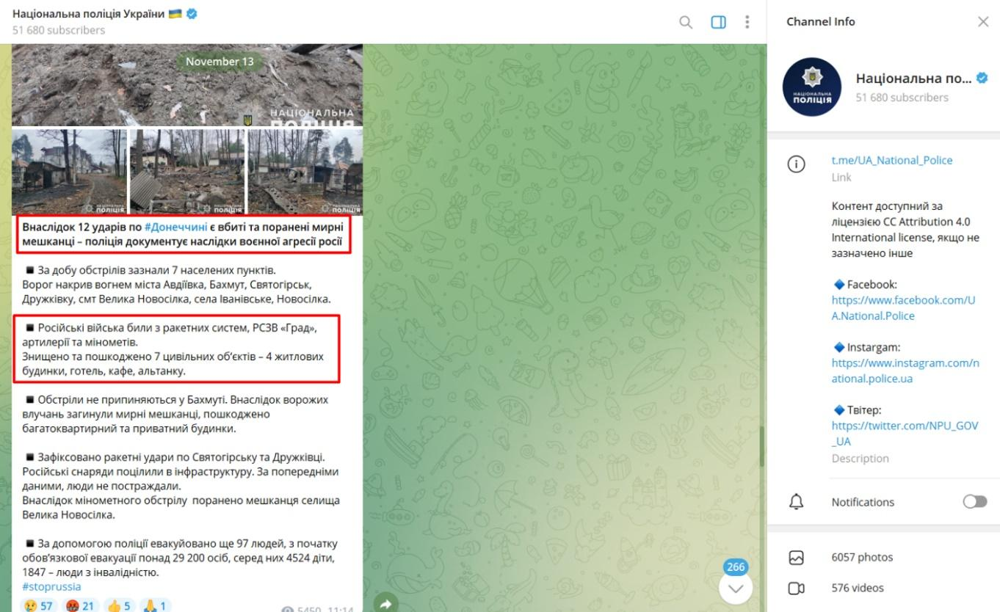 Національна поліція України
51 680 subscribers
November 13
НАЦІОНАЛЬНА
ПОЛІЦІЯ
Внаслідок 12 ударів по #Донеччині є вбиті та поранені мирні
мешканці – поліція документує наслідки воєнної агресії росії
За добу обстрілів зазнали 7 населених пунктів.
Ворог накрив вогнем міста Авдіївка, Бахмут, Святогірськ,
Дружківку, смт Велика Новосілка, села Іванівське, Новосілка.
Російські війська били з ракетних систем, РСЗВ «Град»,
артилерії та мінометів.
Знищено та пошкоджено 7 цивільних об’єктів – 4 житлових
будинки, готель, кафе, альтанку.
Обстріли не припиняються у Бахмуті. Внаслідок ворожих
влучань загинули мирні мешканці, пошкоджено
багатоквартирний та приватний будинки.
Зафіксовано ракетні удари по Святогірську та Дружківці.
Російські снаряди поцілили в інфраструктуру. За попередніми
даними, люди не постраждали.
Внаслідок мінометного обстрілу поранено мешканця селища
Велика Новосілка.
За допомогою поліції евакуйовано ще 97 людей, з початку
обов’язкової евакуації понад 29 200 осіб, серед них 4524 діти,
1847 – люди з інвалідністю.
#stoprussia
57 21 5 1
5450 11:14
266
Channel Info
НАЦІОНАЛЬНА
ПОЛІЦІЯ
Національна по...
51 680 subscribers
t.me/UA_National_Police
Link
Контент доступний за
ліцензією CC Attribution 4.0
International license, якщо не
зазначено інше
Facebook:
https://www.facebook.com/U
A.National.Police
Instargam:
https://www.instagram.com/n
ational.police.ua
Твітер:
https://twitter.com/NPU_GOV
_UA
Description
Notifications
6057 photos
576 videos